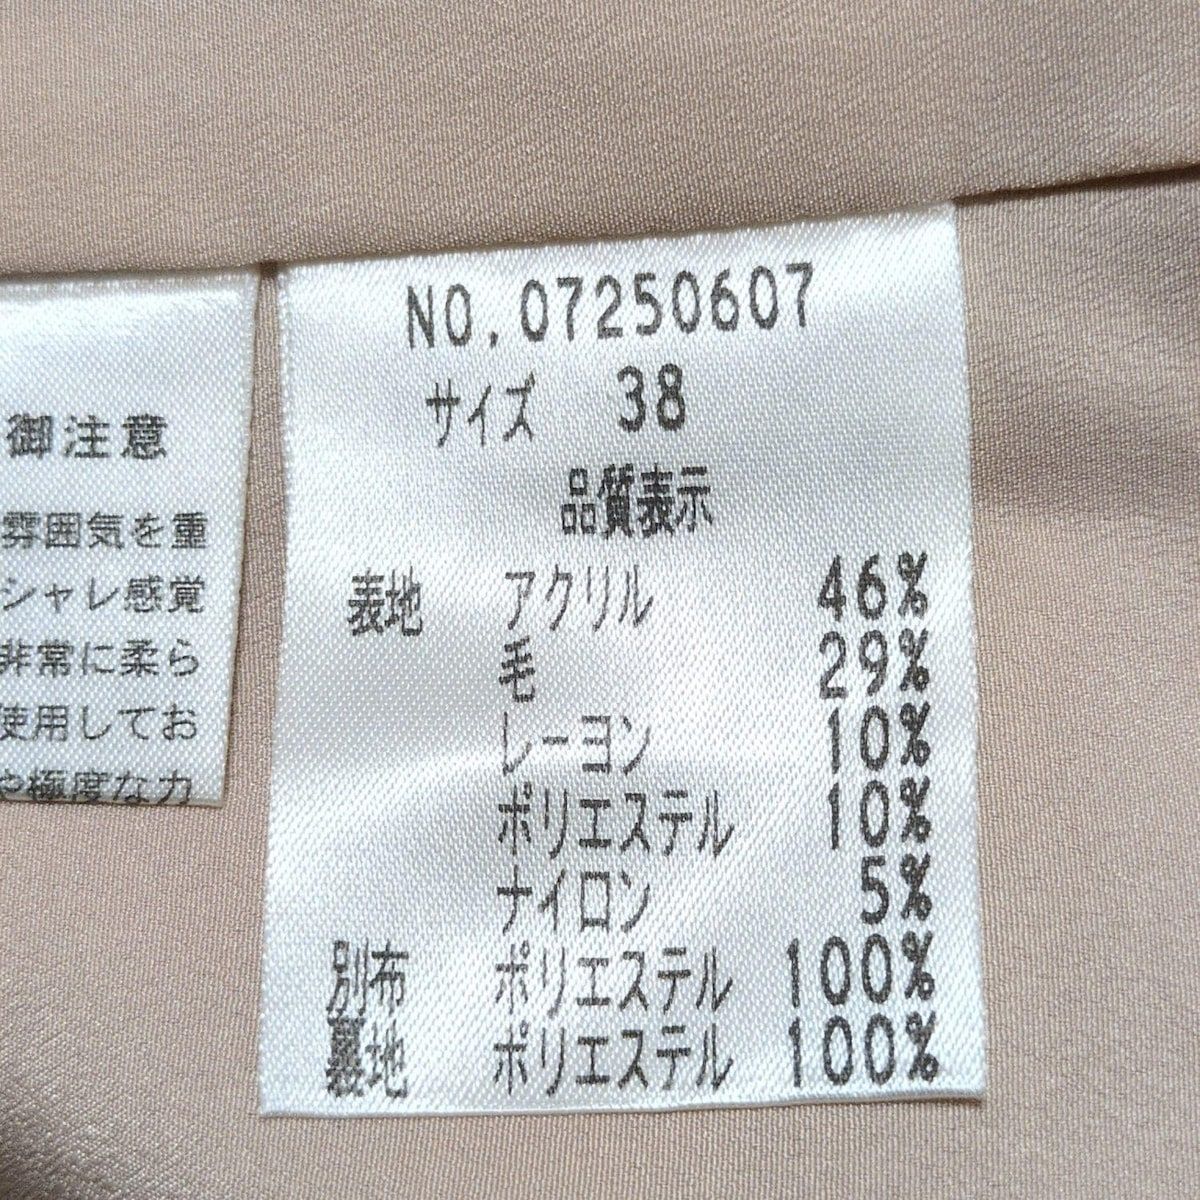 御注意
雰囲気を重
シャレ感覚
非常に柔ら
使用してお
や極度な力
NO.07250607
サイズ 38
品質表示
表地 アクリル 46%
毛 29%
レーヨン 10%
ポリエステル 10%
ナイロン 5%
別布 ポリエステル 100%
裏地 ポリエステル 100%